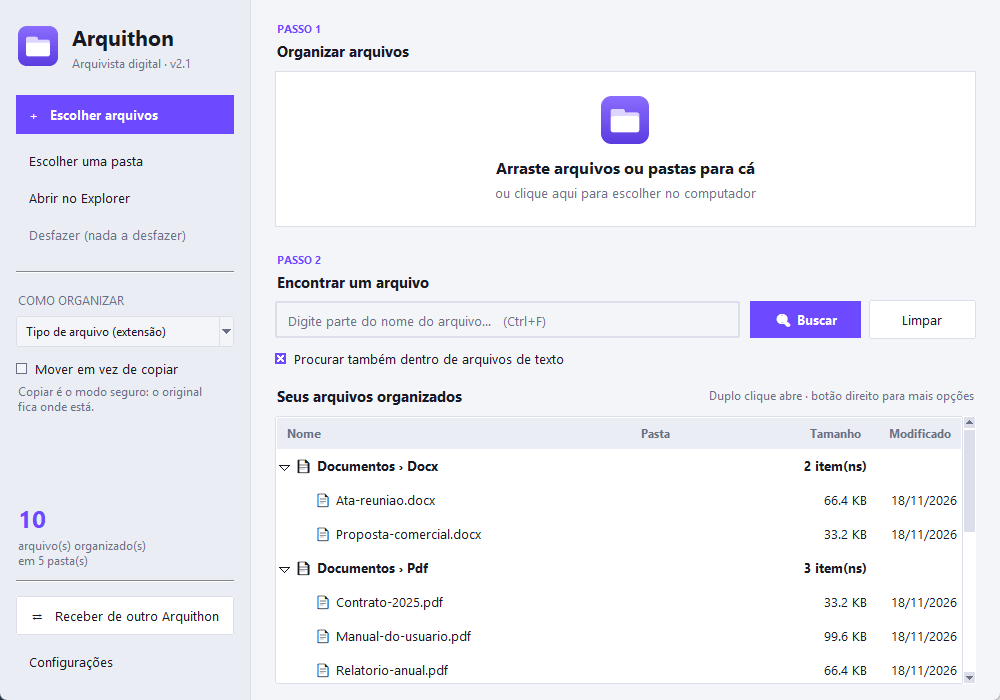 Arquithon
Arquivista digital · v2.1
+ Escolher arquivos
Escolher uma pasta
Abrir no Explorer
Desfazer (nada a desfazer)
COMO ORGANIZAR
Tipo de arquivo (extensão)
Mover em vez de copiar
Copiar é o modo seguro: o original
fica onde está.
10
arquivo(s) organizado(s)
em 5 pasta(s)
⇄ Receber de outro Arquithon
Configurações
PASSO 1
Organizar arquivos
Arraste arquivos ou pastas para cá
ou clique aqui para escolher no computador
PASSO 2
Encontrar um arquivo
Digite parte do nome do arquivo... (Ctrl+F)
Buscar
Limpar
Procurar também dentro de arquivos de texto
Seus arquivos organizados
Duplo clique abre · botão direito para mais opções
Nome Pasta Tamanho Modificado
Documentos › Docx 2 item(ns)
Ata-reuniao.docx 66.4 KB 18/11/2026
Proposta-comercial.docx 33.2 KB 18/11/2026
Documentos › Pdf 3 item(ns)
Contrato-2025.pdf 33.2 KB 18/11/2026
Manual-do-usuario.pdf 99.6 KB 18/11/2026
Relatorio-anual.pdf 66.4 KB 18/11/2026